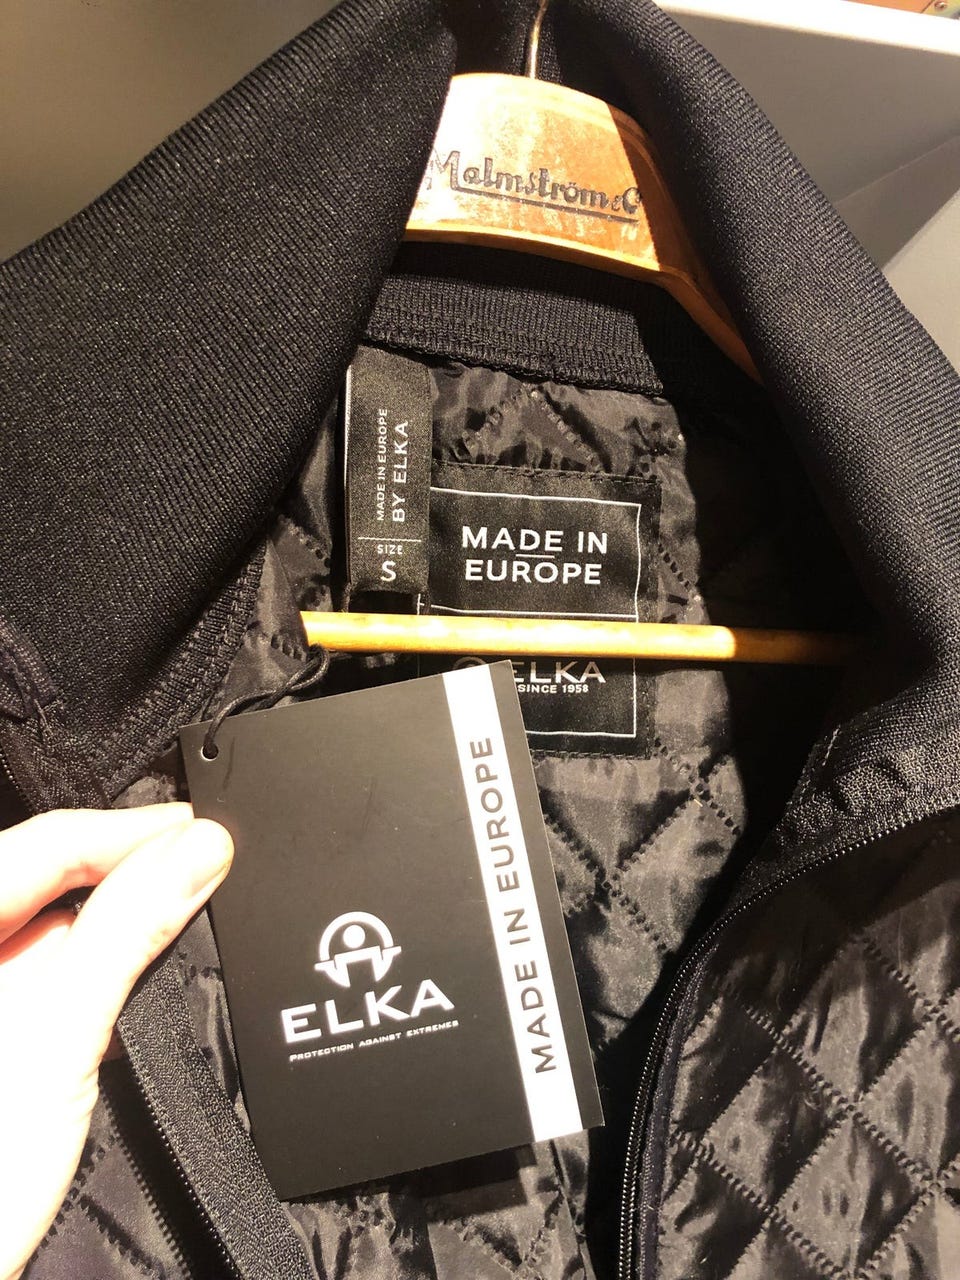 Malmström & C
MADE IN EUROPE
BY ELKA
SIZE
S
MADE IN
EUROPE
ELKA
SINCE 1958
ELKA
PROTECTION AGAINST EXTREMES
MADE IN EUROPE